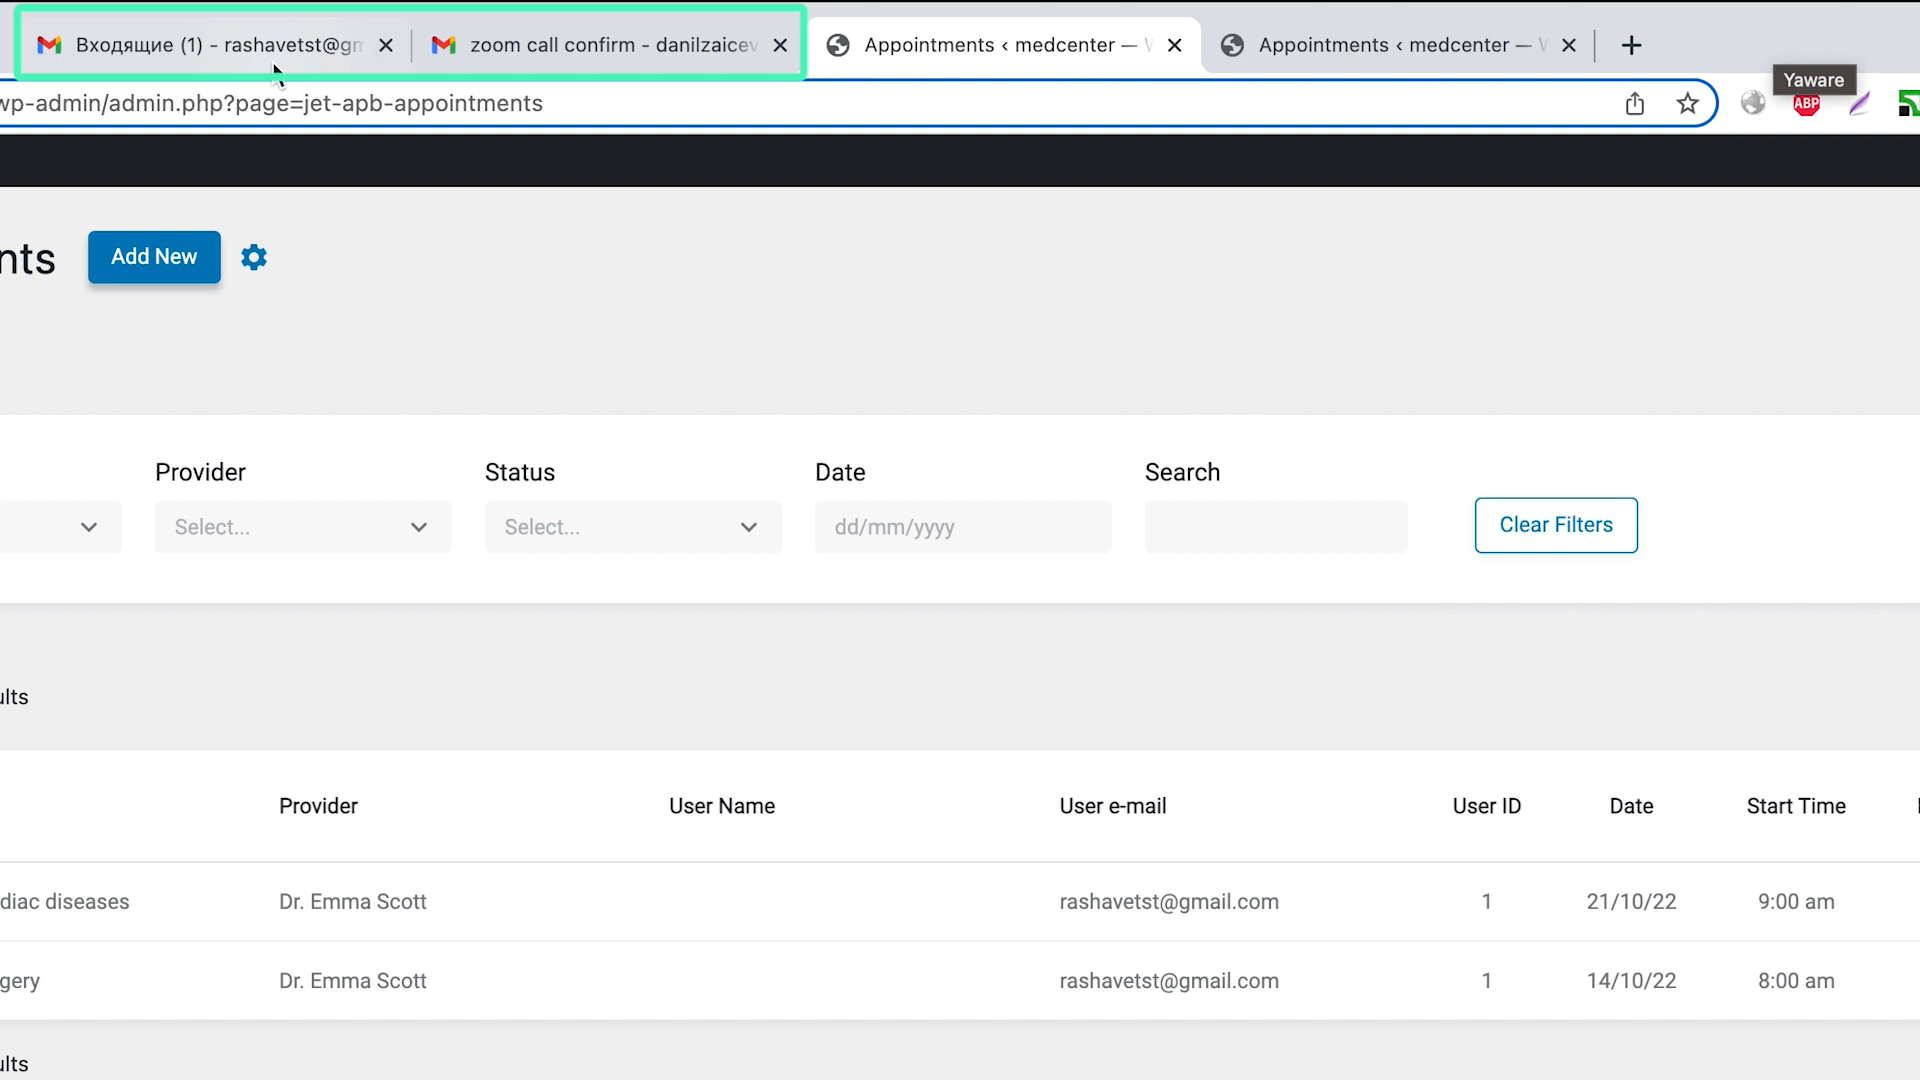 Входящие (1) - rashavetst@gm
zoom call confirm - danilzaicev
Appointments ‹ medcenter —
Appointments ‹ medcenter —
wp-admin/admin.php?page=jet-apb-appointments
Yaware
ABP
nts
Add New
Provider
Status
Date
Search
Select...
Select...
dd/mm/yyyy
Clear Filters
ults
Provider
User Name
User e-mail
User ID
Date
Start Time
diac diseases
Dr. Emma Scott
rashavetst@gmail.com
1
21/10/22
9:00 am
gery
Dr. Emma Scott
rashavetst@gmail.com
1
14/10/22
8:00 am
ults